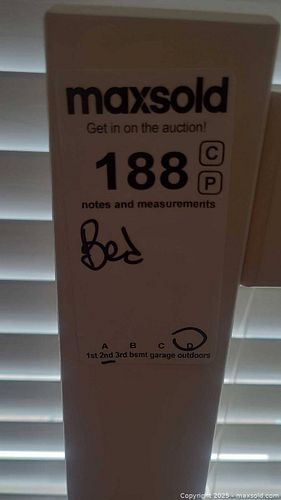 maxsold
Get in on the auction!
188 C
P
notes and measurements
Bed
A B C D
1st 2nd 3rd bsmt garage outdoors
Copyright © 2025 - maxsold.com